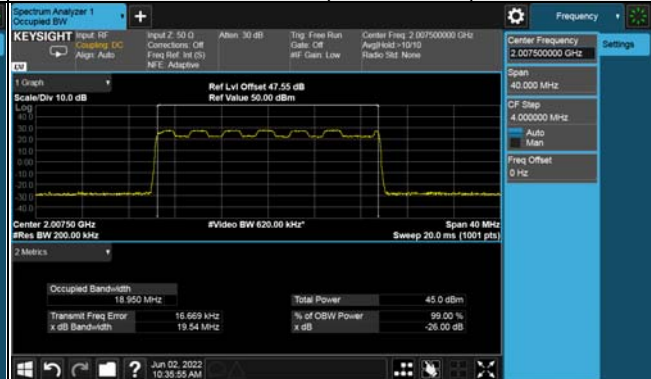 Spectrum Analyzer 1
Occupied BW
Frequency
KEYSIGHT
Input: RF
Coupling: DC
Align: Auto
Input Z: 50 Ω
Corrections: Off
Freq Ref: Int (S)
NFE: Adaptive
Atten: 30 dB
Trig: Free Run
Gate: Off
#IF Gain: Low
Center Freq: 2.007500000 GHz
Avg|Hold:>10/10
Radio Std: None
Center Frequency
2.007500000 GHz
Settings
Span
40.000 MHz
CF Step
4.000000 MHz
Auto
Man
Freq Offset
0 Hz
1 Graph
Scale/Div 10.0 dB
Ref Lvl Offset 47.55 dB
Ref Value 50.00 dBm
Log
40.0
30.0
20.0
10.0
0.00
-10.0
-20.0
-30.0
-40.0
Center 2.00750 GHz
#Res BW 200.00 kHz
#Video BW 620.00 kHz*
Span 40 MHz
Sweep 20.0 ms (1001 pts)
2 Metrics
Occupied Bandwidth
18.950 MHz
Total Power
45.0 dBm
Transmit Freq Error
16.669 kHz
% of OBW Power
99.00 %
x dB Bandwidth
19.54 MHz
x dB
-26.00 dB
Jun 02, 2022
10:35:55 AM